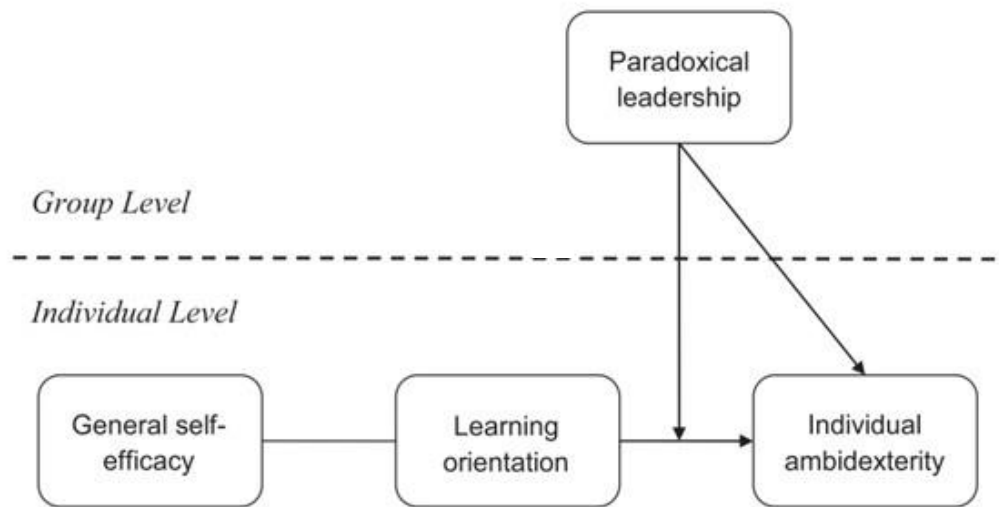 Paradoxical
leadership
Group Level
Individual Level
General self-
efficacy
Learning
orientation
Individual
ambidexterity